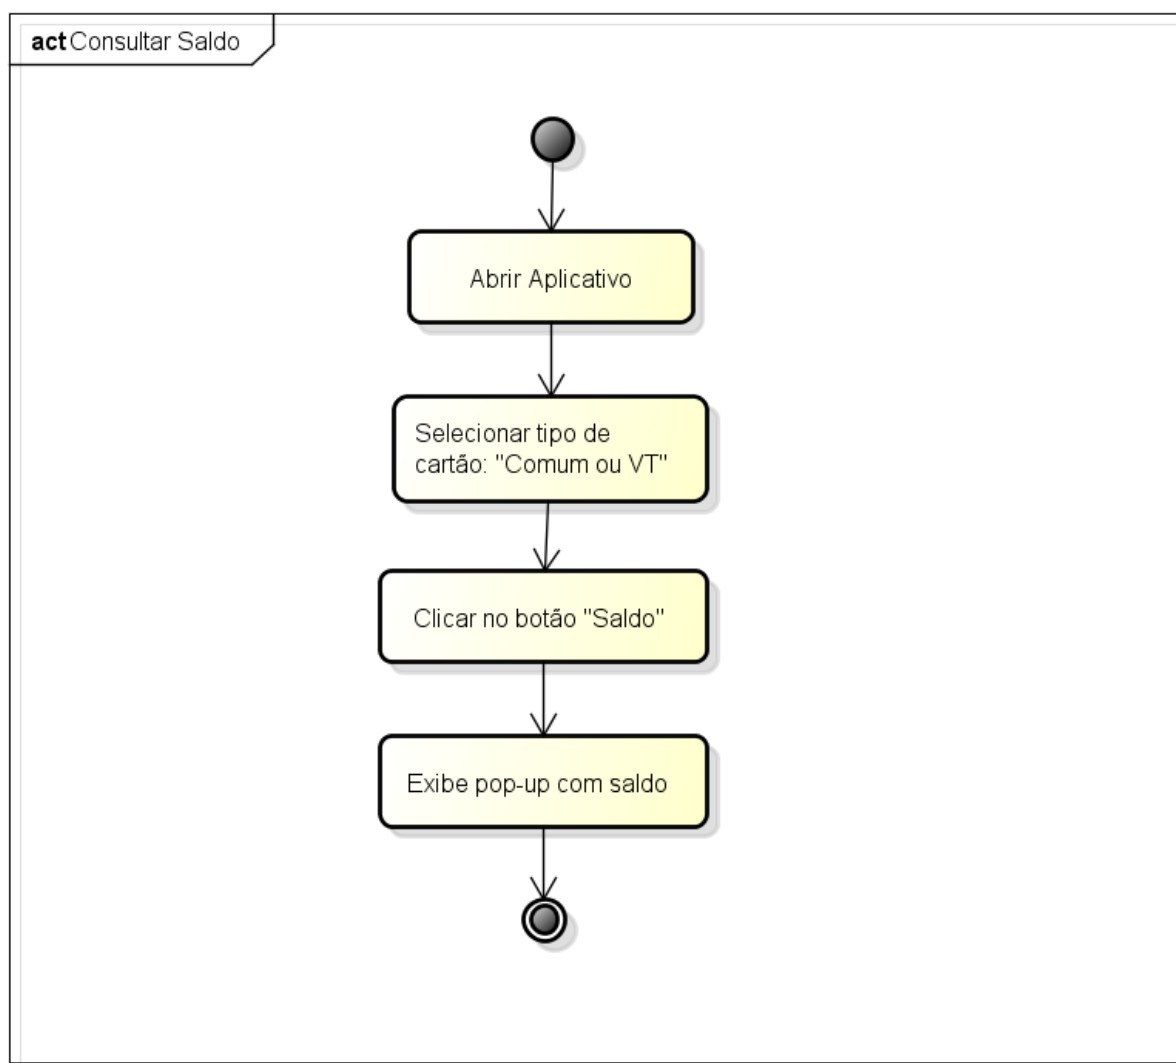 act Consultar Saldo
Abrir Aplicativo
Selecionar tipo de
cartão: "Comum ou VT"
Clicar no botão "Saldo"
Exibe pop-up com saldo